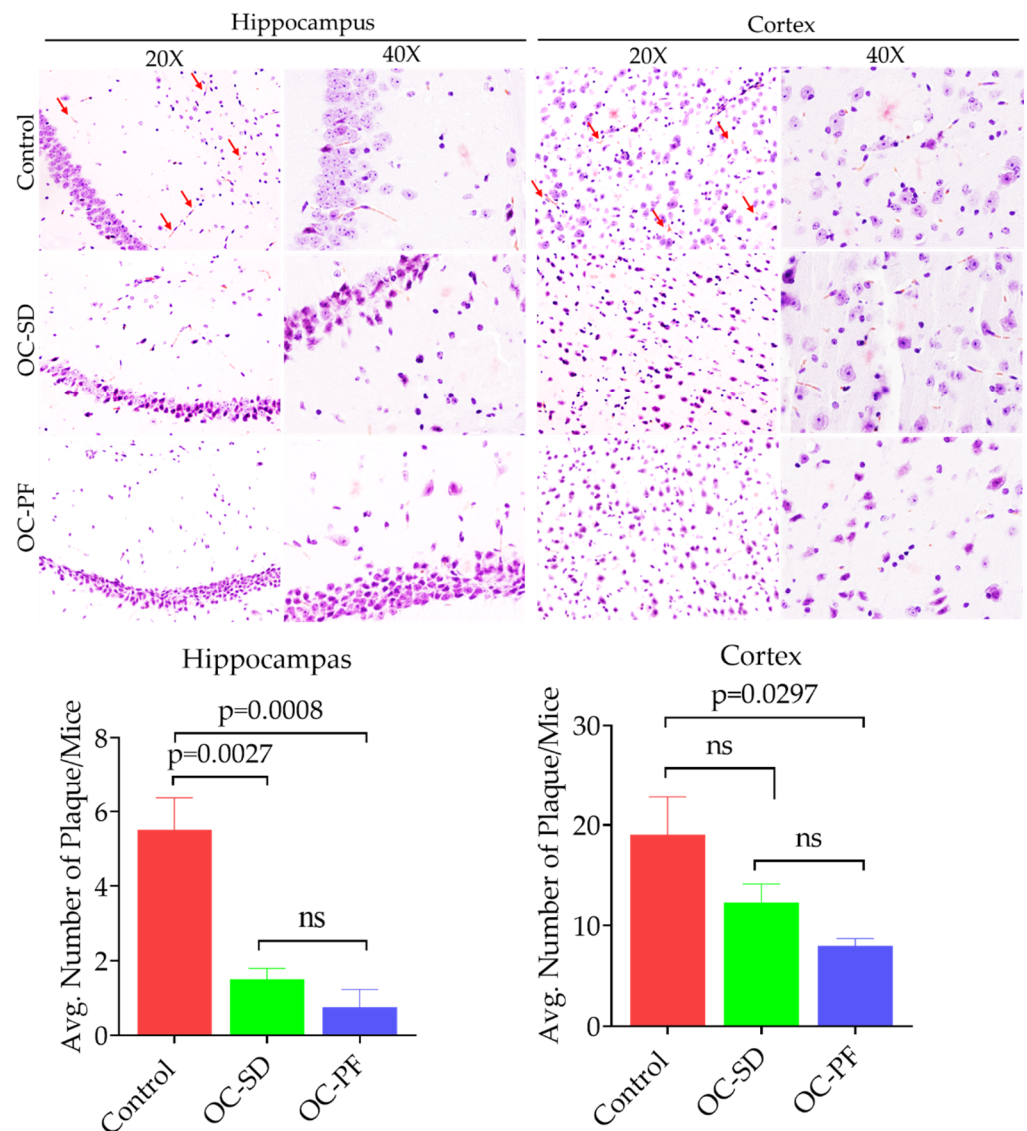 Hippocampus
Cortex
20X
40X
20X
40X
Control
OC-SD
OC-PF
Hippocampas
p=0.0008
p=0.0027
ns
Avg. Number of Plaque/Mice
8
6
4
2
0
Control
OC-SD
OC-PF
Cortex
p=0.0297
ns
ns
Avg. Number of Plaque/Mice
30
20
10
0
Control
OC-SD
OC-PF